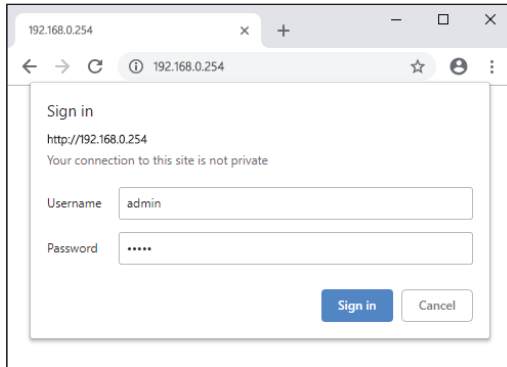 192.168.0.254
192.168.0.254
Sign in
http://192.168.0.254
Your connection to this site is not private
Username admin
Password •••••
Sign in Cancel